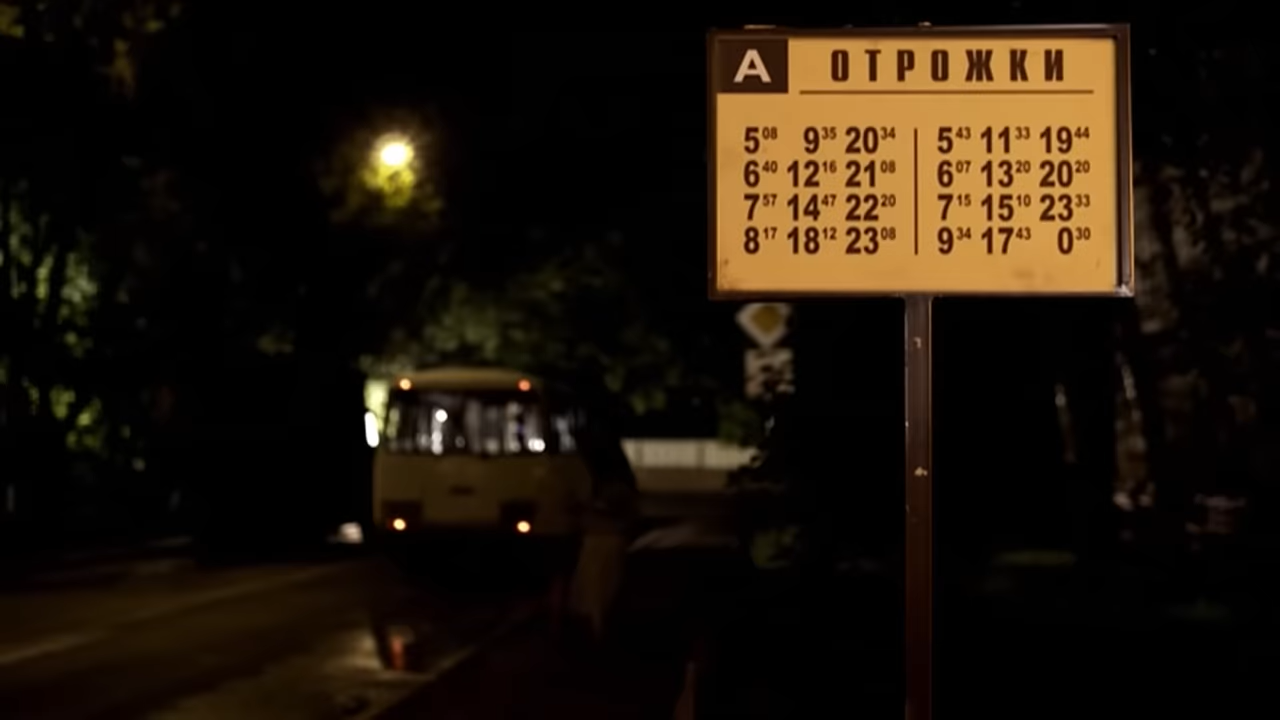 А ОТРОЖКИ
5⁰⁸ 9³⁵ 20³⁴ 5⁴³ 11³³ 19⁴⁴
6⁴⁰ 12¹⁶ 21⁰⁸ 6⁰⁷ 13²⁰ 20²⁰
7⁵⁷ 14⁴⁷ 22²⁰ 7¹⁵ 15¹⁰ 23³³
8¹⁷ 18¹² 23⁰⁸ 9³⁴ 17⁴³ 0³⁰